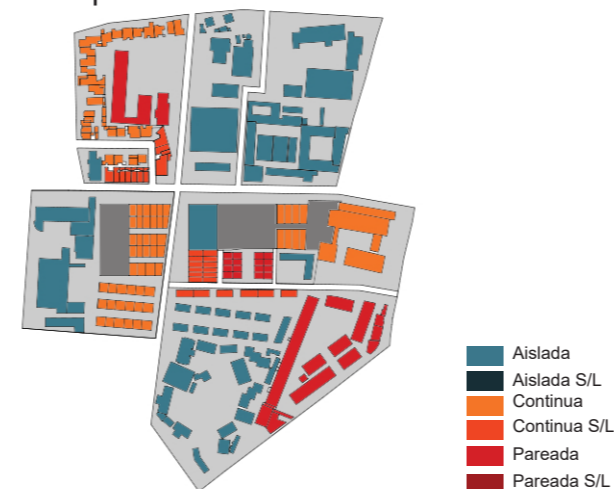 Aislada
Aislada S/L
Continua
Continua S/L
Pareada
Pareada S/L